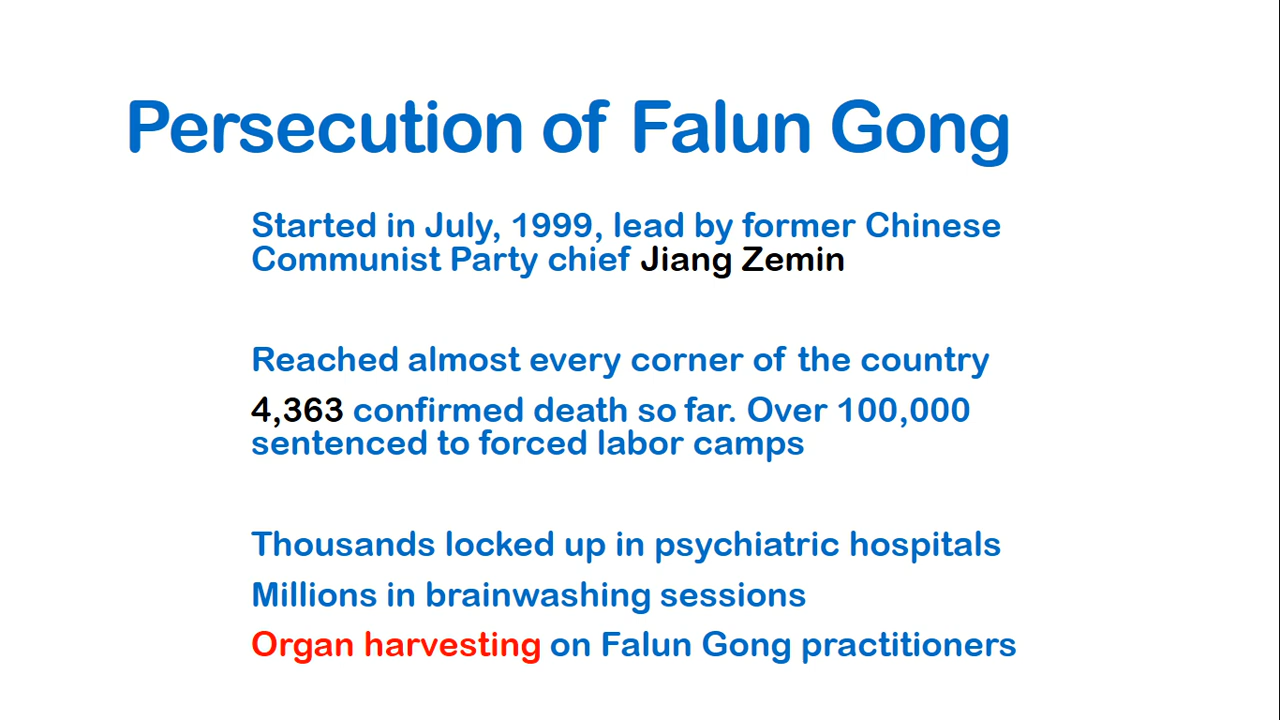 Persecution of Falun Gong
Started in July, 1999, lead by former Chinese
Communist Party chief Jiang Zemin
Reached almost every corner of the country
4,363 confirmed death so far. Over 100,000
sentenced to forced labor camps
Thousands locked up in psychiatric hospitals
Millions in brainwashing sessions
Organ harvesting on Falun Gong practitioners